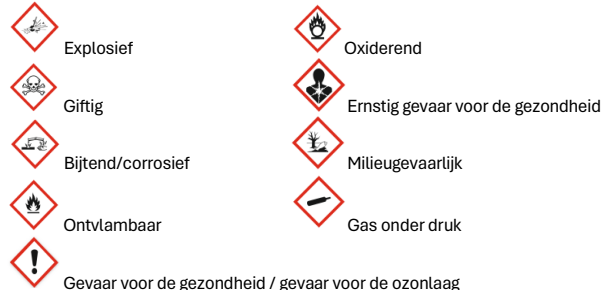 Explosief
Oxiderend
Giftig
Ernstig gevaar voor de gezondheid
Bijtend/corrosief
Milieugevaarlijk
Ontvlambaar
Gas onder druk
Gevaar voor de gezondheid / gevaar voor de ozonlaag